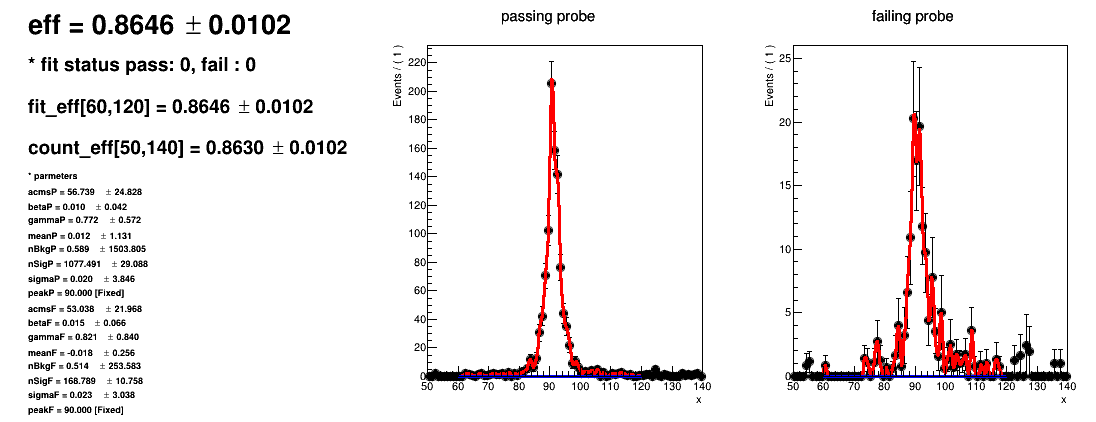 eff = 0.8646 ± 0.0102
* fit status pass: 0, fail : 0
fit_eff[60,120] = 0.8646 ± 0.0102
count_eff[50,140] = 0.8630 ± 0.0102
* parmeters
acmsP = 56.739 ± 24.828
betaP = 0.010 ± 0.042
gammaP = 0.772 ± 0.572
meanP = 0.012 ± 1.131
nBkgP = 0.589 ± 1503.805
nSigP = 1077.491 ± 29.088
sigmaP = 0.020 ± 3.846
peakP = 90.000 [Fixed]
acmsF = 53.038 ± 21.968
betaF = 0.015 ± 0.066
gammaF = 0.821 ± 0.840
meanF = -0.018 ± 0.256
nBkgF = 0.514 ± 253.583
nSigF = 168.789 ± 10.758
sigmaF = 0.023 ± 3.038
peakF = 90.000 [Fixed]
passing probe
Events / ( 1 )
220
200
180
160
140
120
100
80
60
40
20
0
50 60 70 80 90 100 110 120 130 140
x
failing probe
Events / ( 1 )
25
20
15
10
5
0
50 60 70 80 90 100 110 120 130 140
x